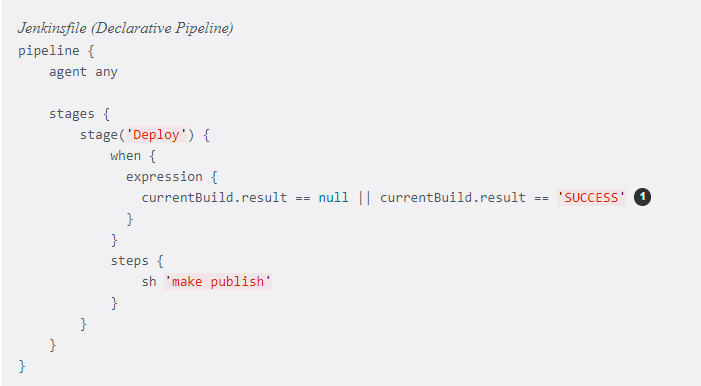 Jenkinsfile (Declarative Pipeline)
pipeline {
    agent any

    stages {
        stage('Deploy') {
            when {
              expression {
                currentBuild.result == null || currentBuild.result == 'SUCCESS' 1
              }
            }
            steps {
                sh 'make publish'
            }
        }
    }
}